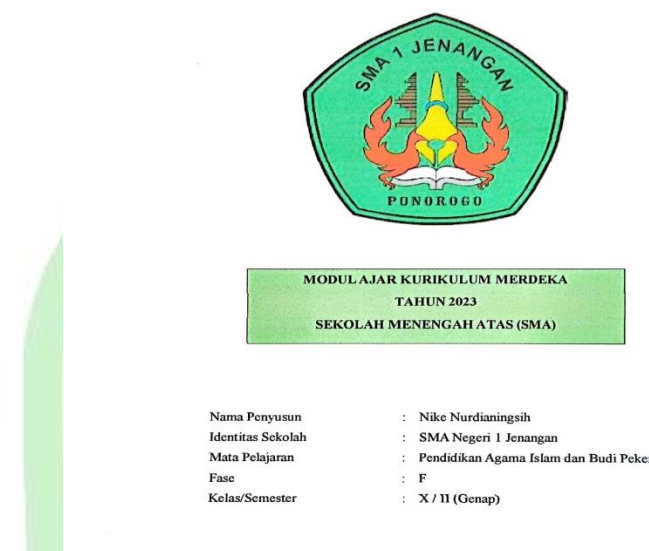 SMA 1 JENANGAN
PONOROGO
MODUL AJAR KURIKULUM MERDEKA
TAHUN 2023
SEKOLAH MENENGAH ATAS (SMA)
Nama Penyusun : Nike Nurdianingsih
Identitas Sekolah : SMA Negeri 1 Jenangan
Mata Pelajaran : Pendidikan Agama Islam dan Budi
Fase : F
Kelas/Semester : X / II (Genap)